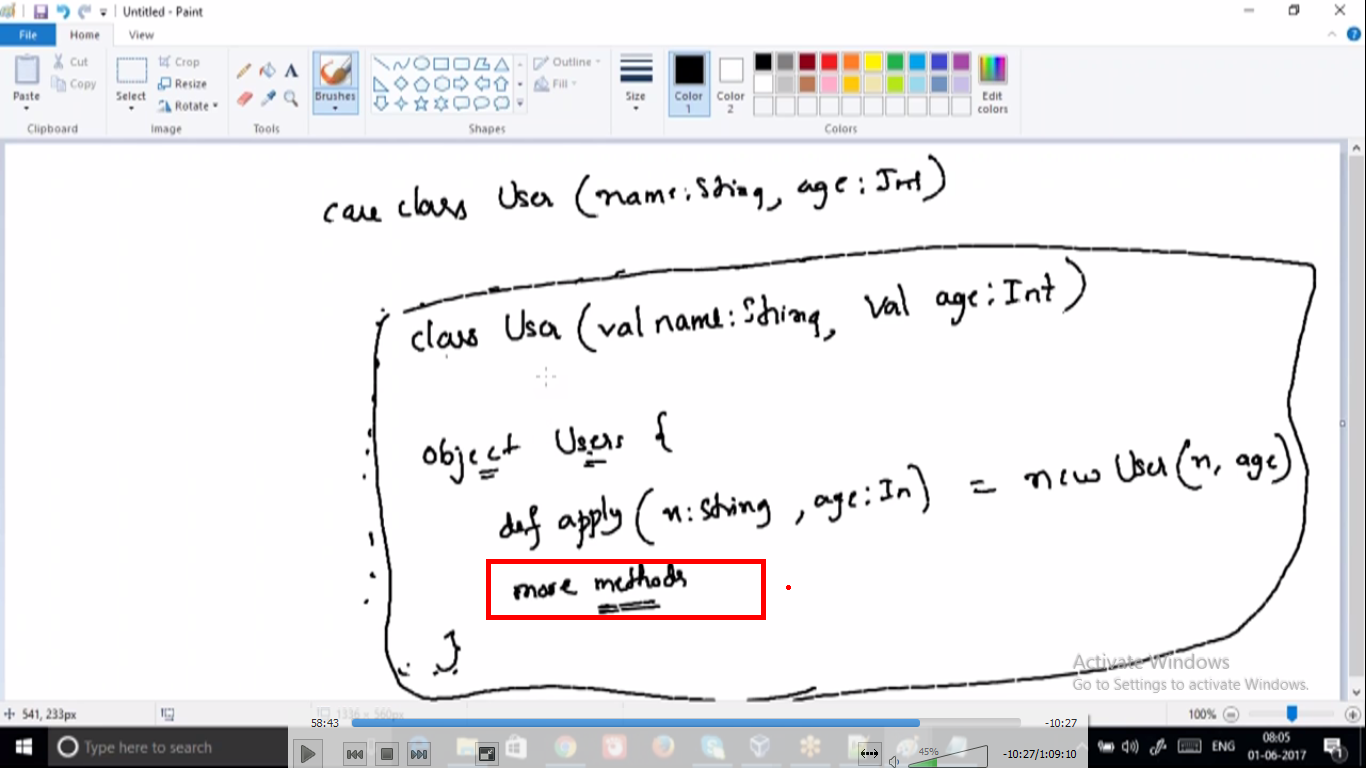 Untitled - Paint
File Home View
Paste Cut Copy Clipboard
Select Crop Resize Rotate Image
Tools
Brushes
Outline Fill Shapes
Size
Color 1 Color 2 Edit colors Colors
case class User (name: String, age: Int)
class User (val name: String, val age: Int)
object Users {
def apply (n: String, age: In) = new User(n, age)
more methods
}
Activate Windows
Go to Settings to activate Windows.
541, 233px 1336 × 560px 100%
58:43 -10:27
Type here to search 45% -10:27/1:09:10 ENG 08:05
01-06-2017